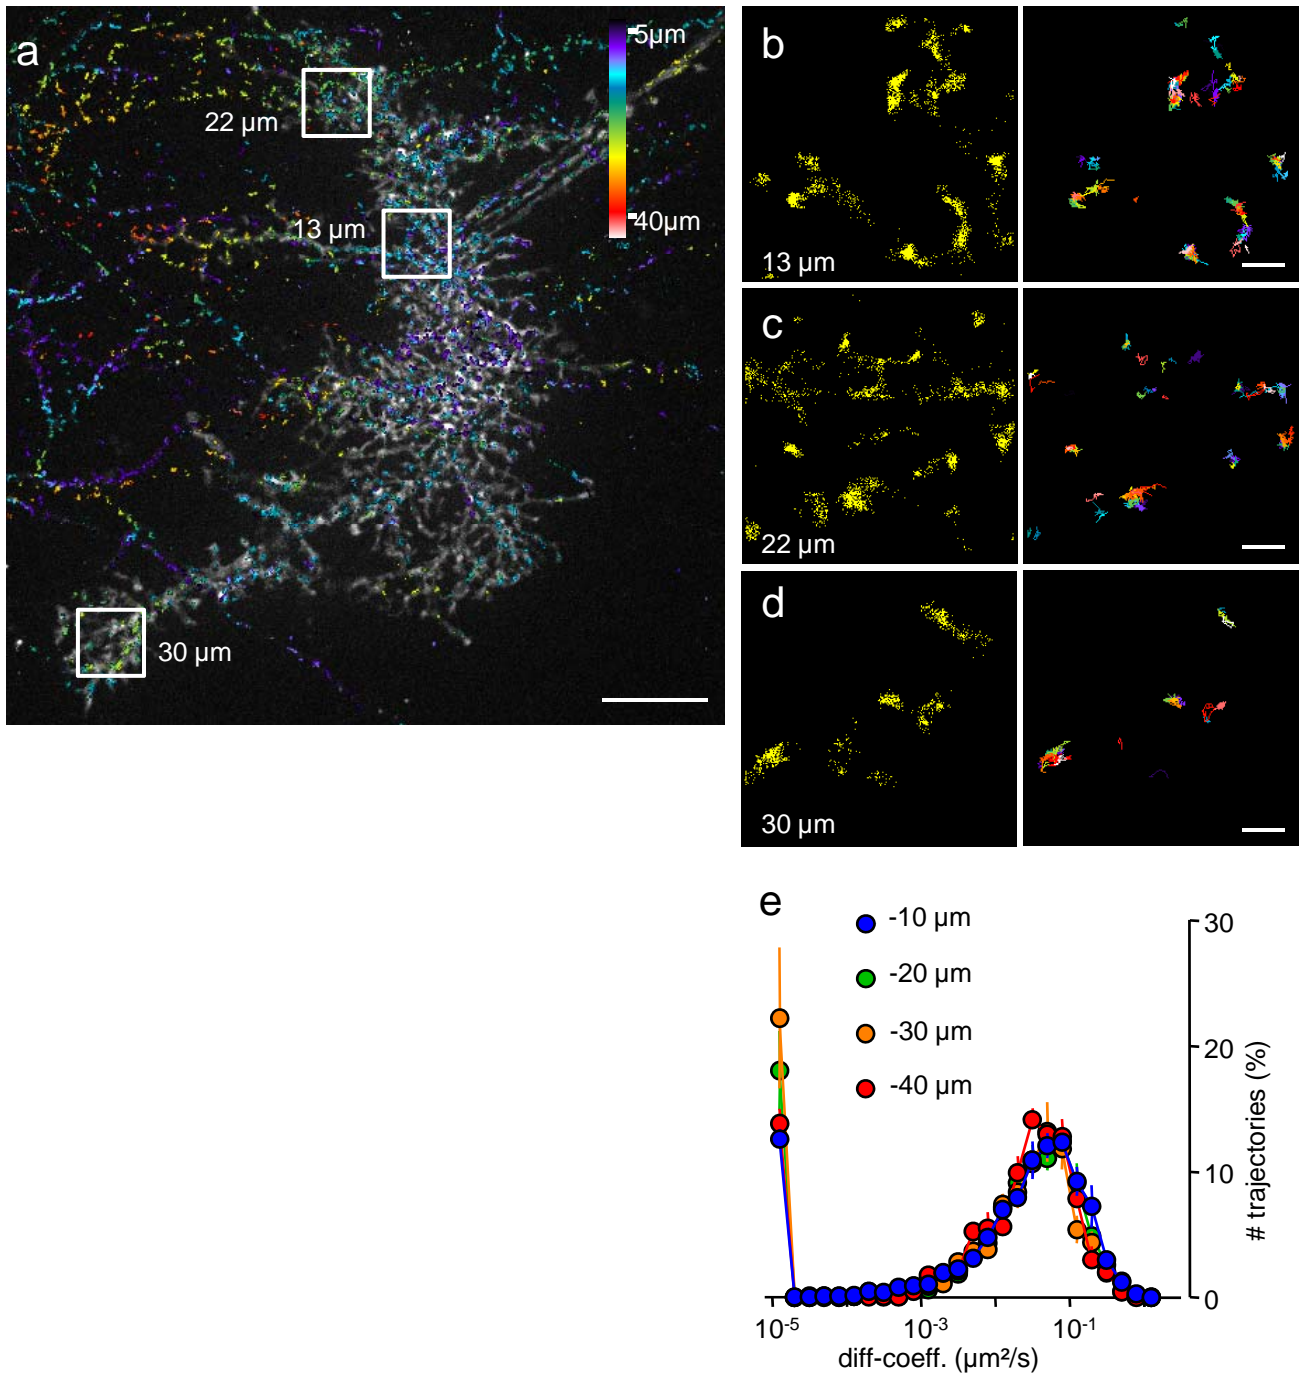 a
5µm
40µm
22 µm
13 µm
30 µm
b
13 µm
c
22 µm
d
30 µm
e
-10 µm
-20 µm
-30 µm
-40 µm
30
20
10
0
# trajectories (%)
10⁻⁵ 10⁻³ 10⁻¹
diff-coeff. (µm²/s)